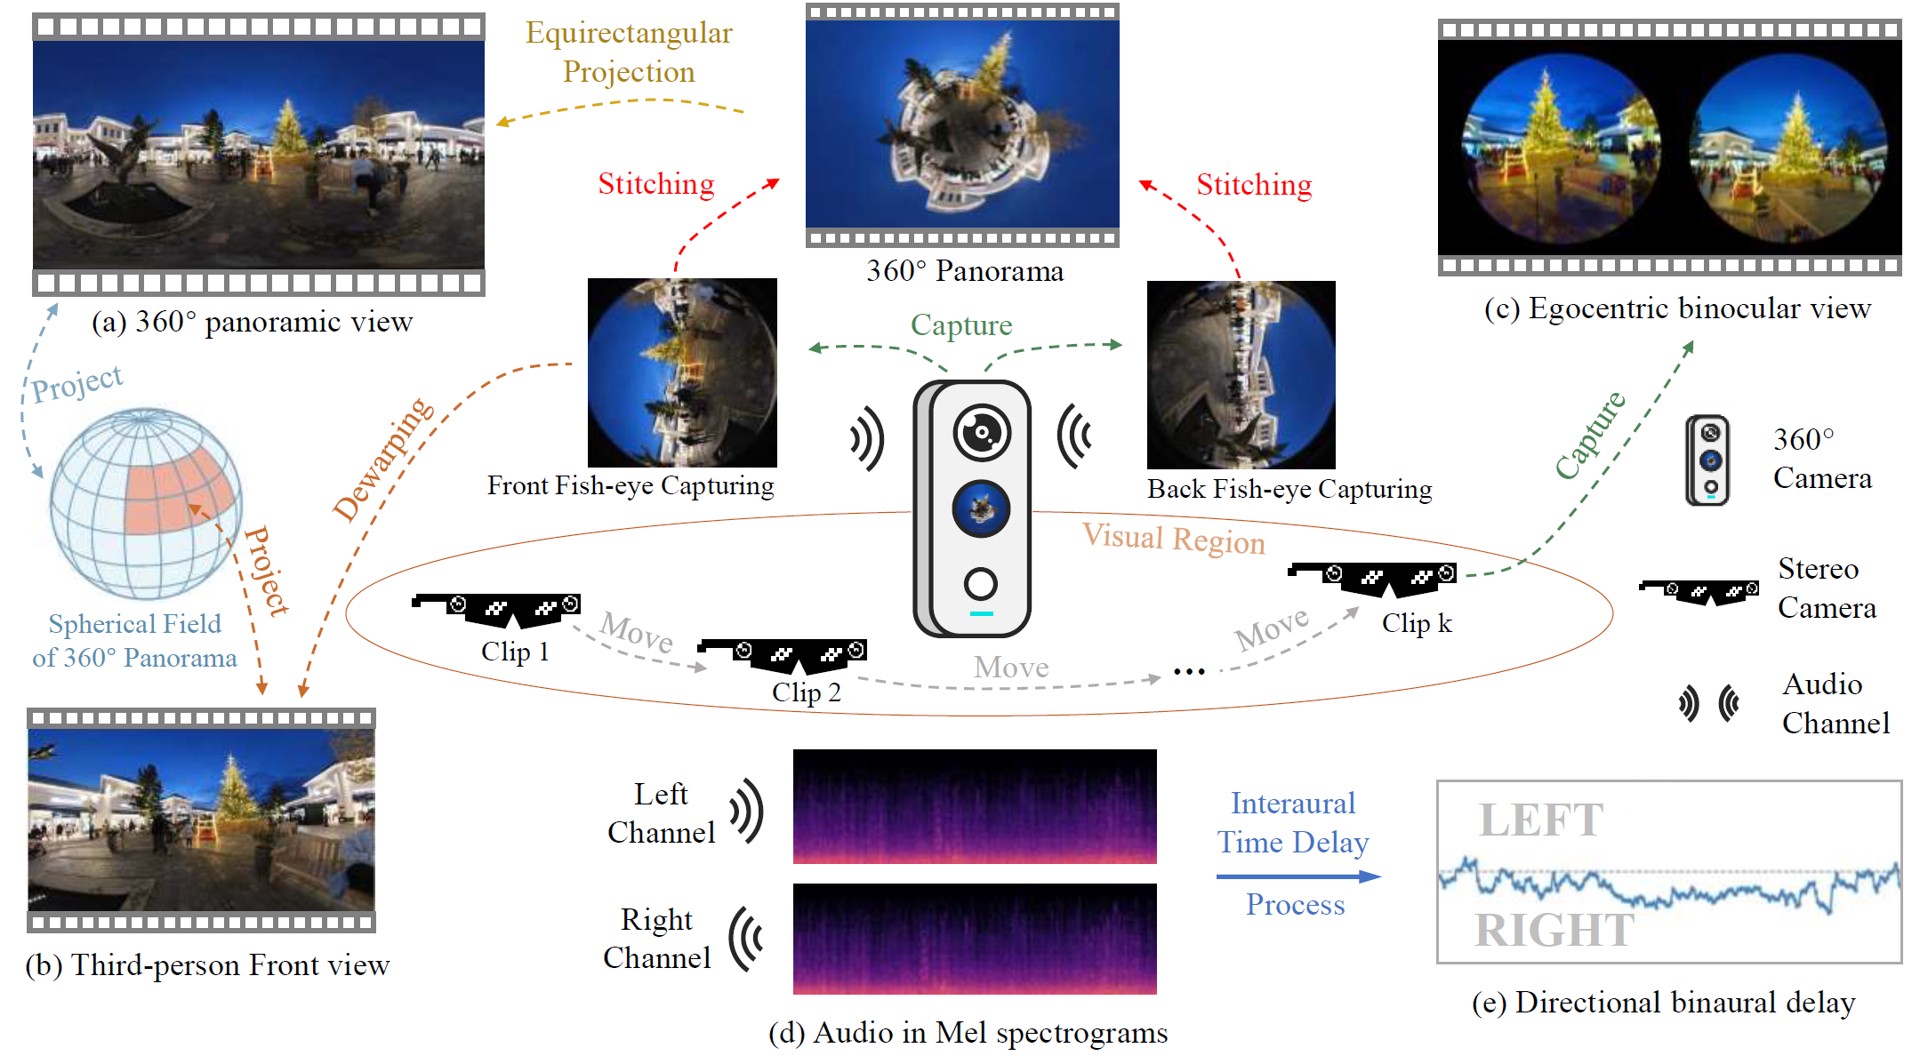 Equirectangular
Projection
Stitching
Stitching
360° Panorama
(a) 360° panoramic view
(c) Egocentric binocular view
Capture
Project
Dewarping
Capture
Front Fish-eye Capturing
Back Fish-eye Capturing
360°
Camera
Visual Region
Project
Spherical Field
of 360° Panorama
Clip 1
Move
Clip 2
Move
...
Move
Clip k
Stereo
Camera
Audio
Channel
(b) Third-person Front view
Left
Channel
Right
Channel
Interaural
Time Delay
Process
LEFT
RIGHT
(d) Audio in Mel spectrograms
(e) Directional binaural delay